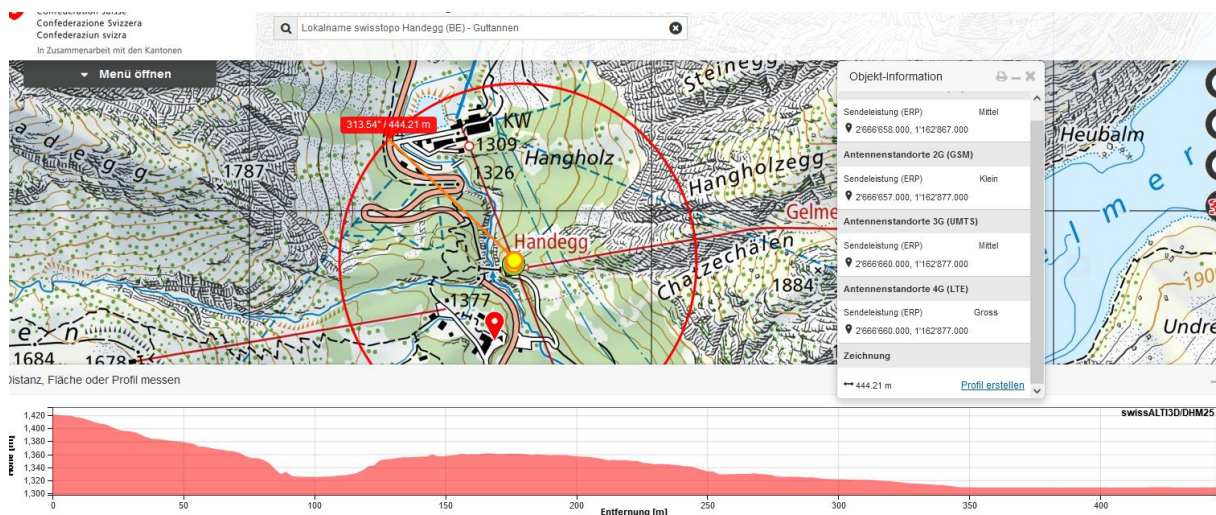 Confédération suisse
Confederazione Svizzera
Confederaziun svizra
In Zusammenarbeit mit den Kantonen
Lokalname swisstopo Handegg (BE) - Guttannen
Menü öffnen
313.54° / 444.21 m
KW
1309
Hangholz
1326
1787
Steinegg
Hangholzegg
Handegg
Gelme
Chatzechälen
1884
1377
1684
1678
Heubalm
Undre
190
Objekt-Information
Sendeleistung (ERP) Mittel
2'666'658.000, 1'162'867.000
Antennenstandorte 2G (GSM)
Sendeleistung (ERP) Klein
2'666'657.000, 1'162'877.000
Antennenstandorte 3G (UMTS)
Sendeleistung (ERP) Mittel
2'666'660.000, 1'162'877.000
Antennenstandorte 4G (LTE)
Sendeleistung (ERP) Gross
2'666'660.000, 1'162'877.000
Zeichnung
444.21 m Profil erstellen
Distanz, Fläche oder Profil messen
swissALTI3D/DHM25
Höhe [m]
1,420
1,400
1,380
1,360
1,340
1,320
1,300
0 50 100 150 200 250 300 350 400
Entfernung [m]